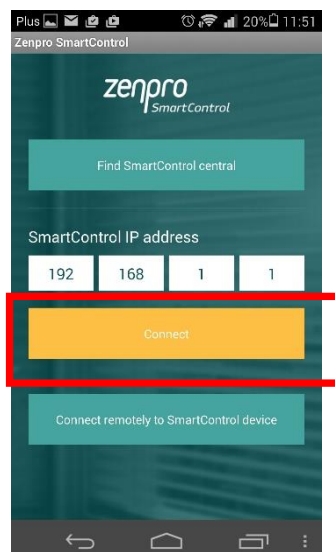 Plus 20% 11:51
Zenpro SmartControl
zenpro
SmartControl
Find SmartControl central
SmartControl IP address
192 168 1 1
Connect
Connect remotely to SmartControl device